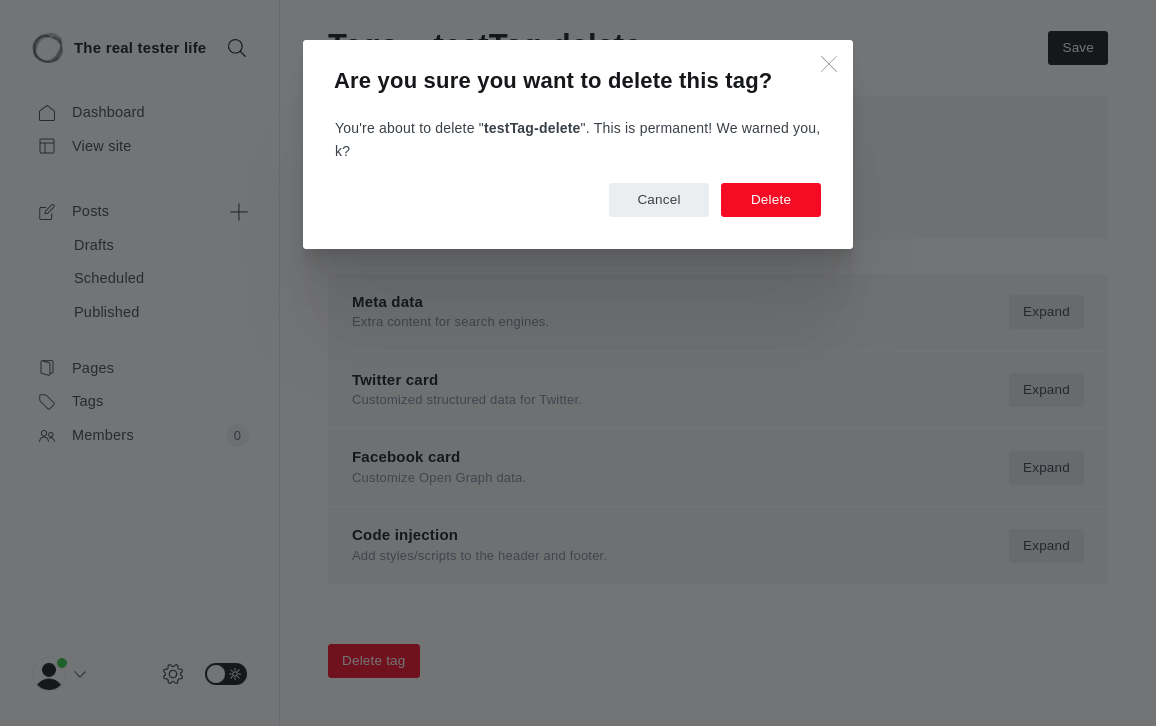 The real tester life
Dashboard
View site
Posts
Drafts
Scheduled
Published
Pages
Tags
Members
0
Save
Are you sure you want to delete this tag?
You're about to delete "testTag-delete". This is permanent! We warned you,
k?
Cancel
Delete
Meta data
Extra content for search engines.
Expand
Twitter card
Customized structured data for Twitter.
Expand
Facebook card
Customize Open Graph data.
Expand
Code injection
Add styles/scripts to the header and footer.
Expand
Delete tag